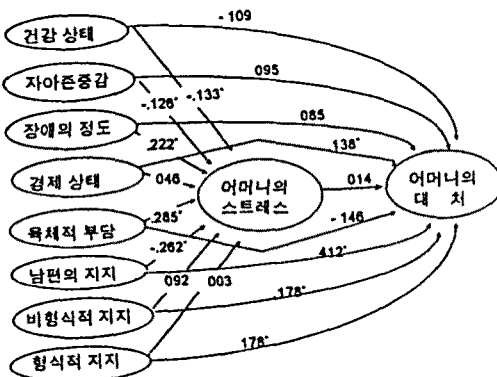 건강 상태
- 109
자아존중감
095
-.133*
-.128*
장애의 정도
085
.222*
.138*
경제 상태
046
어머니의
스트레스
014
어머니의
대 처
.285*
육체적 부담
- 146
-.262*
남편의 지지
.412*
092
003
비형식적 지지
.178*
형식적 지지
178*